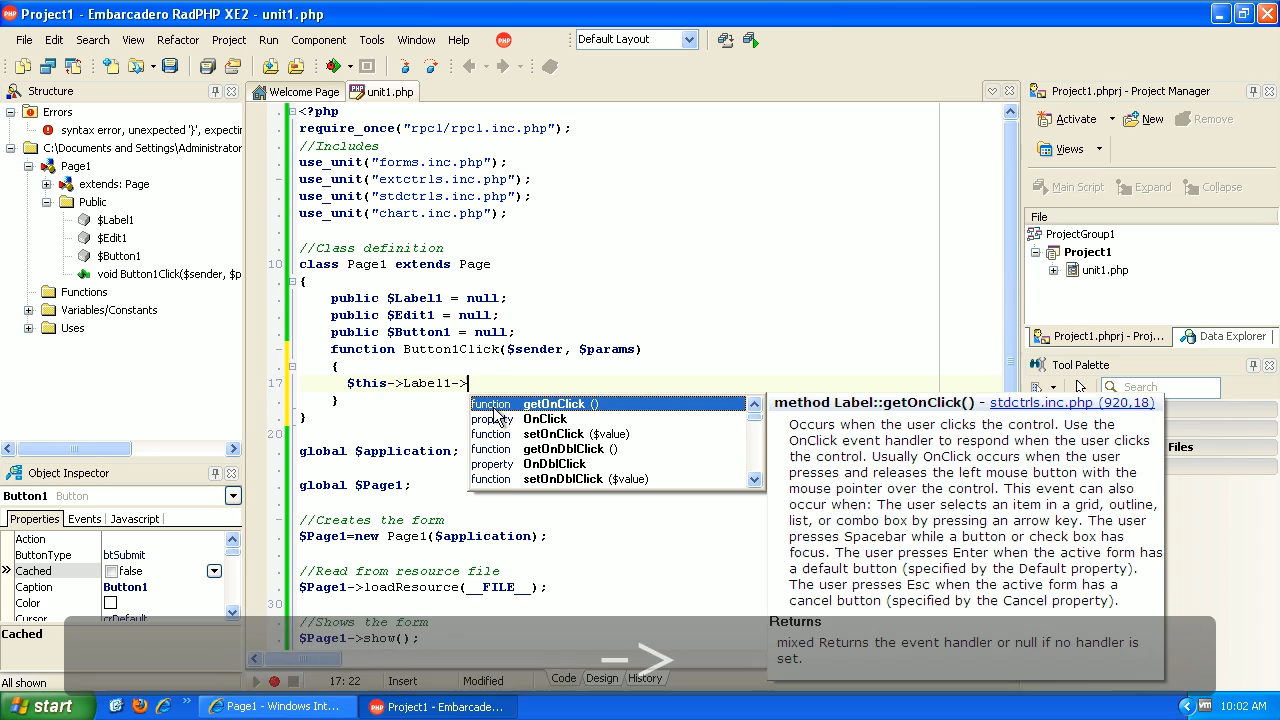 Project1 - Embarcadero RadPHP XE2 - unit1.php
File Edit Search View Refactor Project Run Component Tools Window Help
Default Layout
Structure
Errors
syntax error, unexpected '}', expectin
C:\Documents and Settings\Administrator
Page1
extends: Page
Public
$Label1
$Edit1
$Button1
void Button1Click($sender, $p
Functions
Variables/Constants
Uses
Object Inspector
Button1 Button
Properties Events Javascript
Action
ButtonType btSubmit
Cached false
Caption Button1
Color
Cursor crDefault
Cached
All shown
Welcome Page unit1.php
<?php
require_once("rpcl/rpcl.inc.php");
//Includes
use_unit("forms.inc.php");
use_unit("extctrls.inc.php");
use_unit("stdctrls.inc.php");
use_unit("chart.inc.php");
//Class definition
10 class Page1 extends Page
{
public $Label1 = null;
public $Edit1 = null;
public $Button1 = null;
function Button1Click($sender, $params)
{
17 $this->Label1->
}
}
20
global $application;
global $Page1;
//Creates the form
$Page1=new Page1($application);
//Read from resource file
$Page1->loadResource(__FILE__);
30
//Shows the form
$Page1->show();
function getOnClick ()
property OnClick
function setOnClick ($value)
function getOnDblClick ()
property OnDblClick
function setOnDblClick ($value)
method Label::getOnClick() - stdctrls.inc.php (920,18)
Occurs when the user clicks the control. Use the
OnClick event handler to respond when the user clicks
the control. Usually OnClick occurs when the user
presses and releases the left mouse button with the
mouse pointer over the control. This event can also
occur when: The user selects an item in a grid, outline,
list, or combo box by pressing an arrow key. The user
presses Spacebar while a button or check box has
focus. The user presses Enter when the active form has
a default button (specified by the Default property).
The user presses Esc when the active form has a
cancel button (specified by the Cancel property).
Returns
mixed Returns the event handler or null if no handler is
set.
->
17: 22 Insert Modified Code Design History
Project1.phprj - Project Manager
Activate New Remove
Views
Main Script Expand Collapse
File
ProjectGroup1
Project1
unit1.php
Project1.phprj - Proj... Data Explorer
Tool Palette
Search
Files
start Page1 - Windows Int... Project1 - Embarcade... 10:02 AM